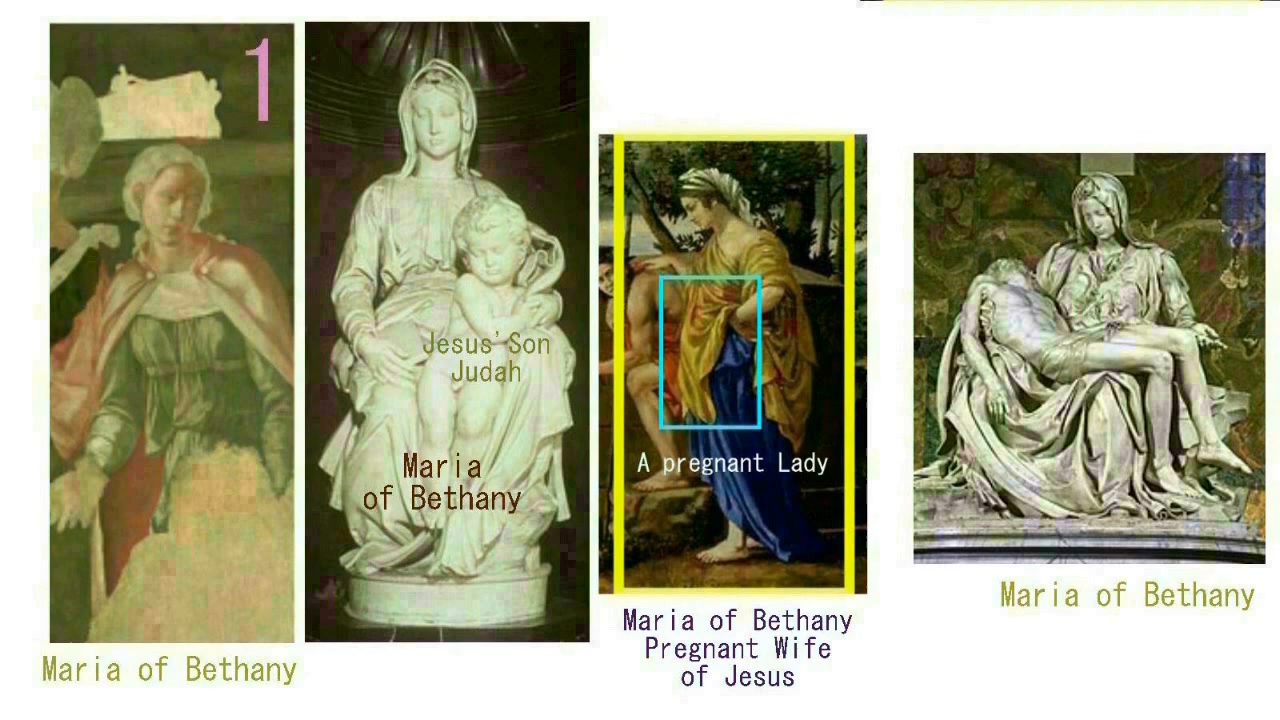 1
Maria of Bethany
Jesus'Son
Judah
Maria
of Bethany
A pregnant Lady
Maria of Bethany
Pregnant Wife
of Jesus
Maria of Bethany